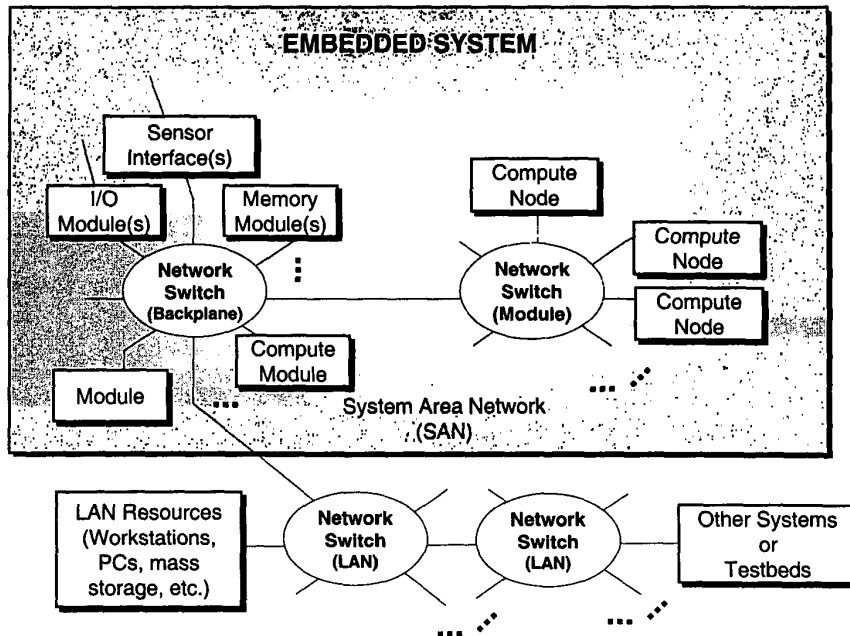 EMBEDDED SYSTEM
Sensor
Interface(s)
I/O
Module(s)
Memory
Module(s)
Compute
Node
Compute
Node
Compute
Node
Network
Switch
(Backplane)
Network
Switch
(Module)
Module
Compute
Module
System Area Network
(SAN)
LAN Resources
(Workstations,
PCs, mass
storage, etc.)
Network
Switch
(LAN)
Network
Switch
(LAN)
Other Systems
or
Testbeds